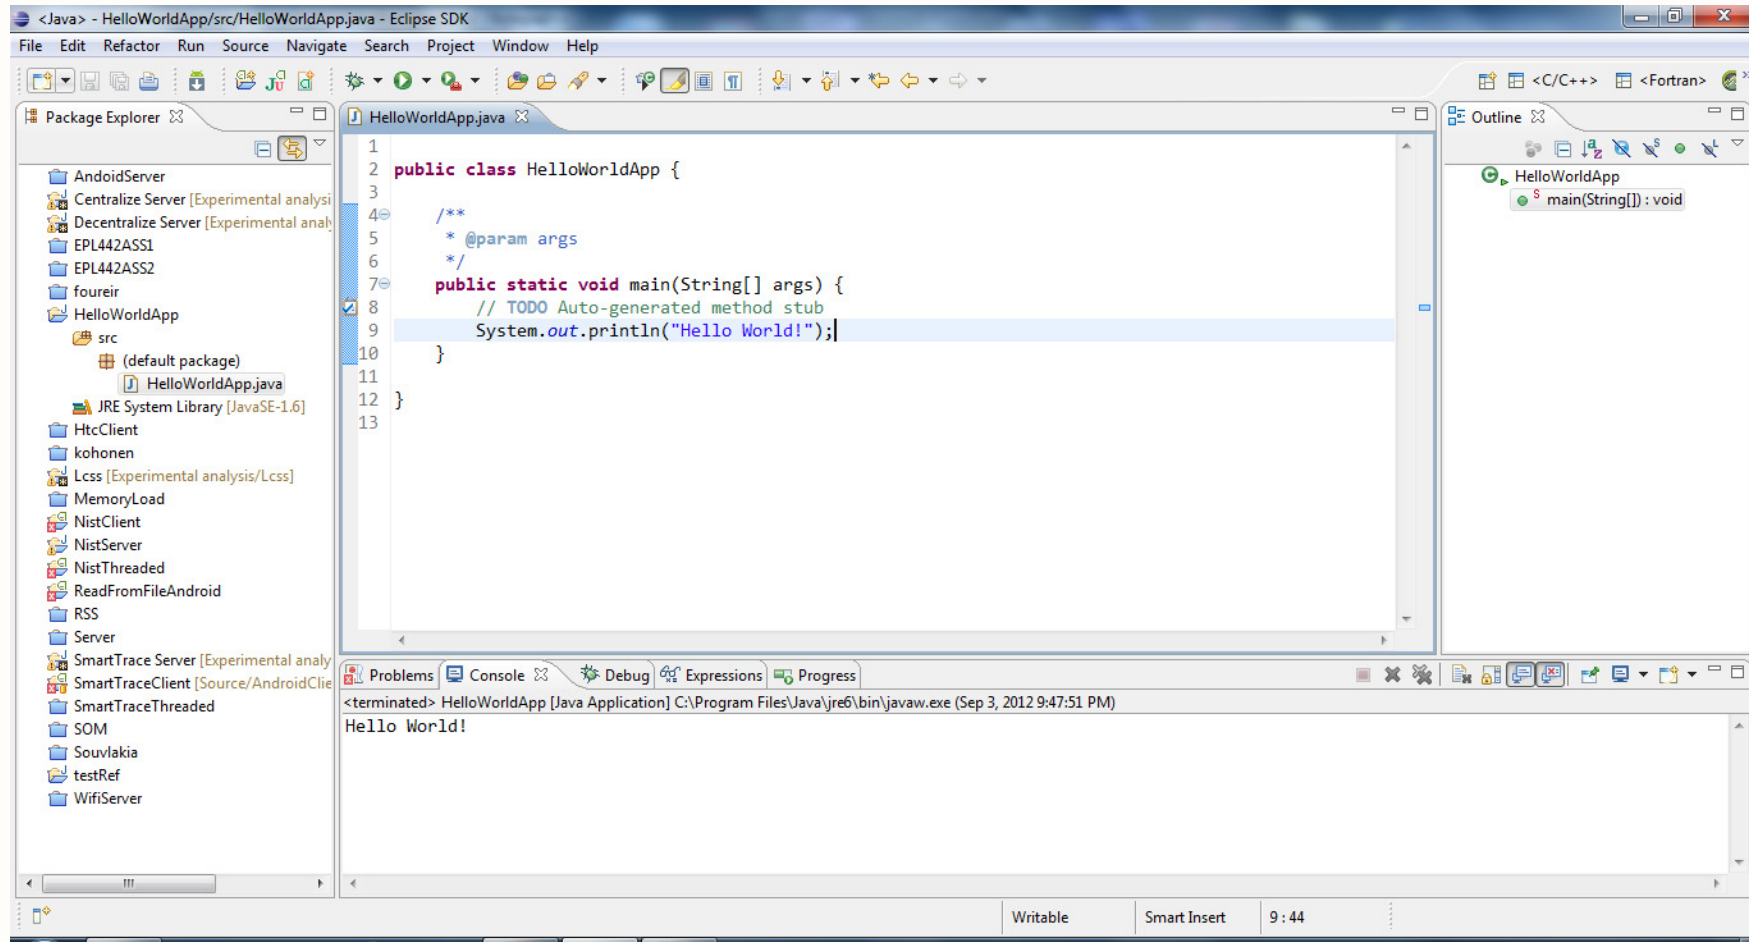 <Java> - HelloWorldApp/src/HelloWorldApp.java - Eclipse SDK
File Edit Refactor Run Source Navigate Search Project Window Help
<C/C++> <Fortran>
Package Explorer
AndoidServer
Centralize Server [Experimental analysi
Decentralize Server [Experimental analy
EPL442ASS1
EPL442ASS2
foureir
HelloWorldApp
src
(default package)
HelloWorldApp.java
JRE System Library [JavaSE-1.6]
HtcClient
kohonen
Lcss [Experimental analysis/Lcss]
MemoryLoad
NistClient
NistServer
NistThreaded
ReadFromFileAndroid
RSS
Server
SmartTrace Server [Experimental analy
SmartTraceClient [Source/AndroidClie
SmartTraceThreaded
SOM
Souvlakia
testRef
WifiServer
HelloWorldApp.java
1
2 public class HelloWorldApp {
3
4 /**
5 * @param args
6 */
7 public static void main(String[] args) {
8 // TODO Auto-generated method stub
9 System.out.println("Hello World!");
10 }
11
12 }
13
Outline
HelloWorldApp
main(String[]) : void
Problems Console Debug Expressions Progress
<terminated> HelloWorldApp [Java Application] C:\Program Files\Java\jre6\bin\javaw.exe (Sep 3, 2012 9:47:51 PM)
Hello World!
Writable Smart Insert 9 : 44